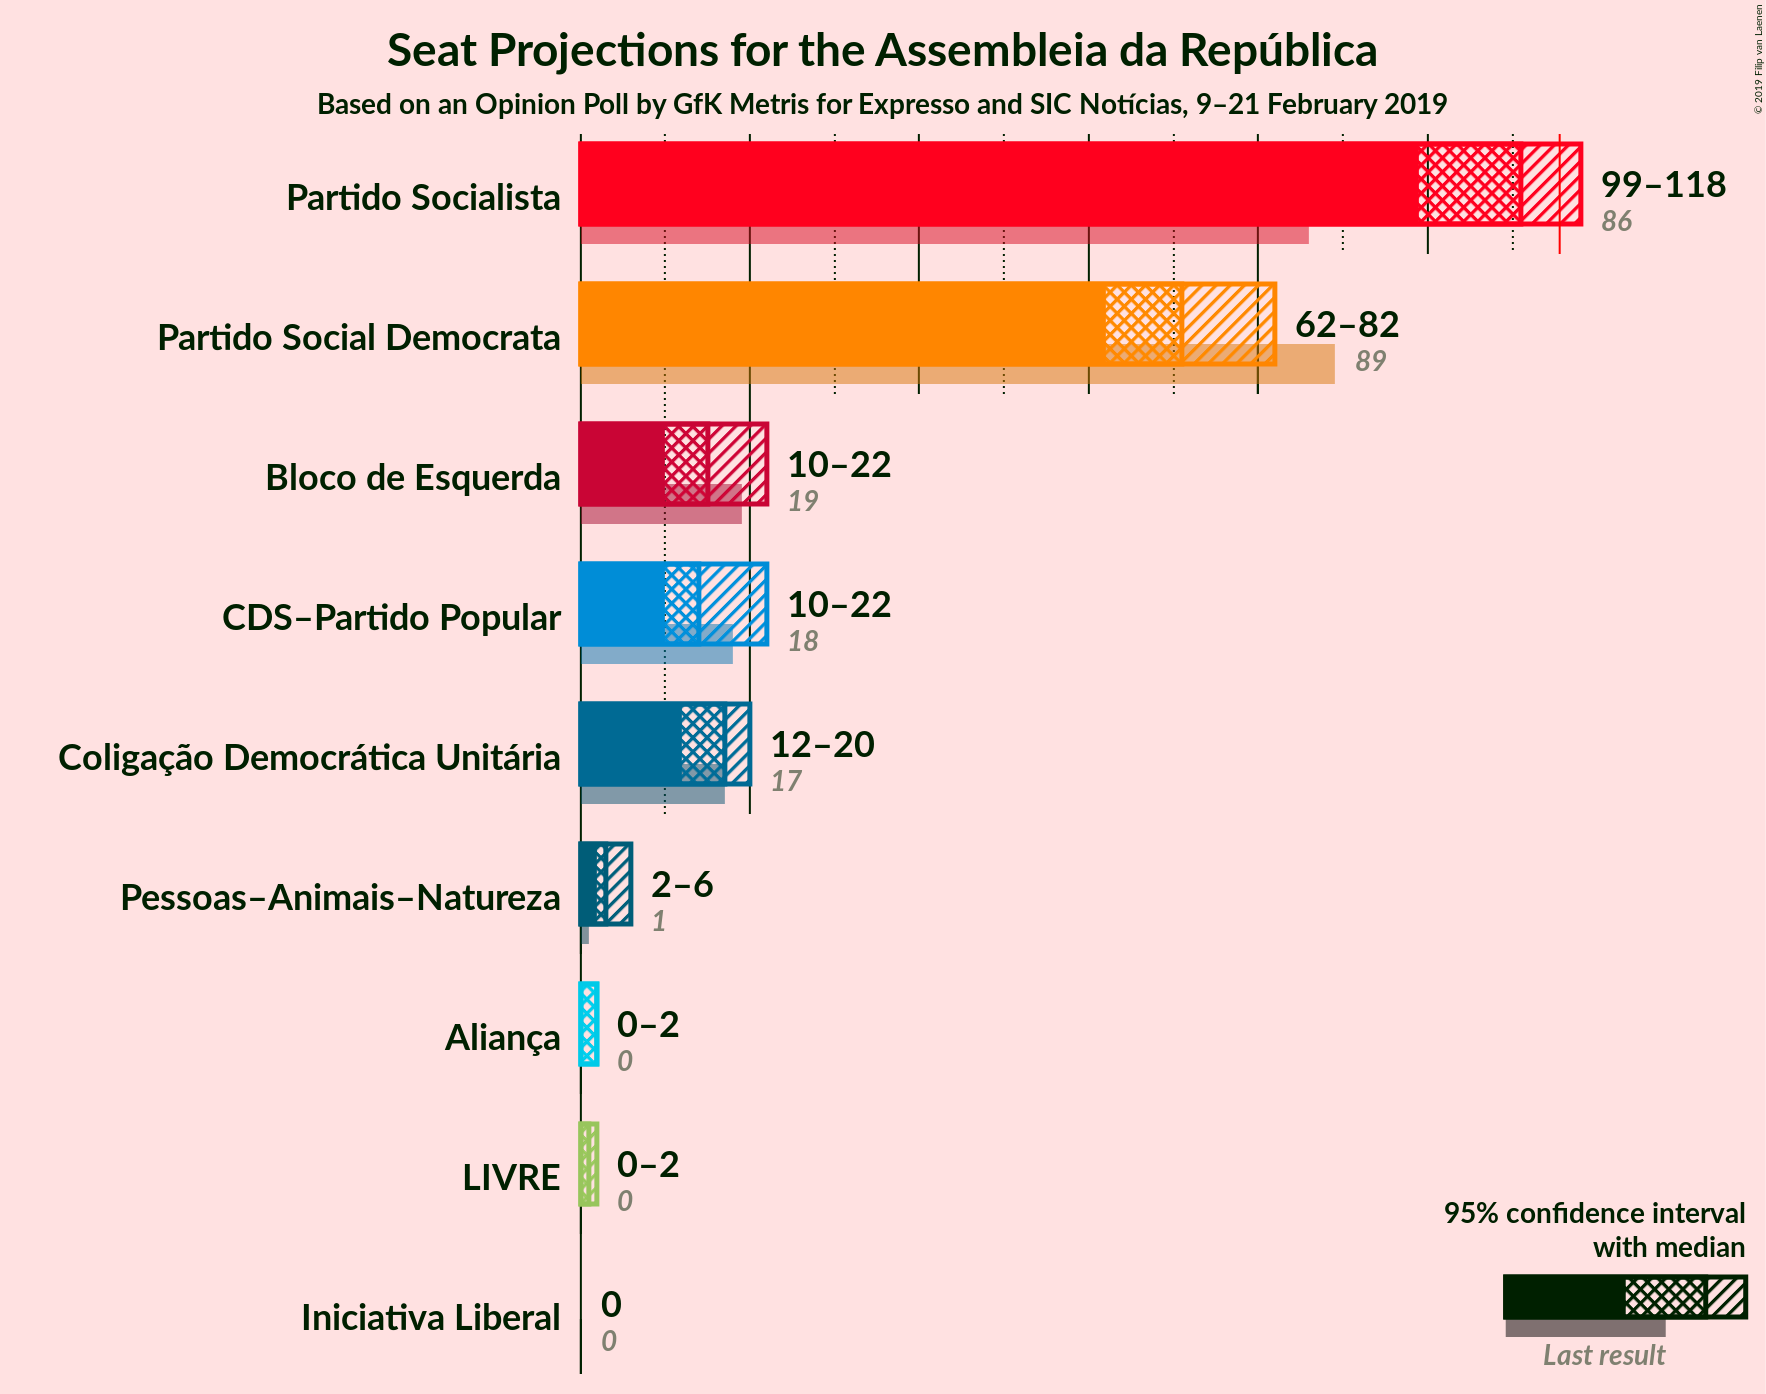 Seat Projections for the Assembleia da República
Based on an Opinion Poll by GfK Metris for Expresso and SIC Notícias, 9–21 February 2019
© 2019 Filip van Laenen
Partido Socialista
99–118
86
Partido Social Democrata
62–82
89
Bloco de Esquerda
10–22
19
CDS–Partido Popular
10–22
18
Coligação Democrática Unitária
12–20
17
Pessoas–Animais–Natureza
2–6
1
Aliança
0–2
0
LIVRE
0–2
0
Iniciativa Liberal
0
0
95% confidence interval
with median
Last result